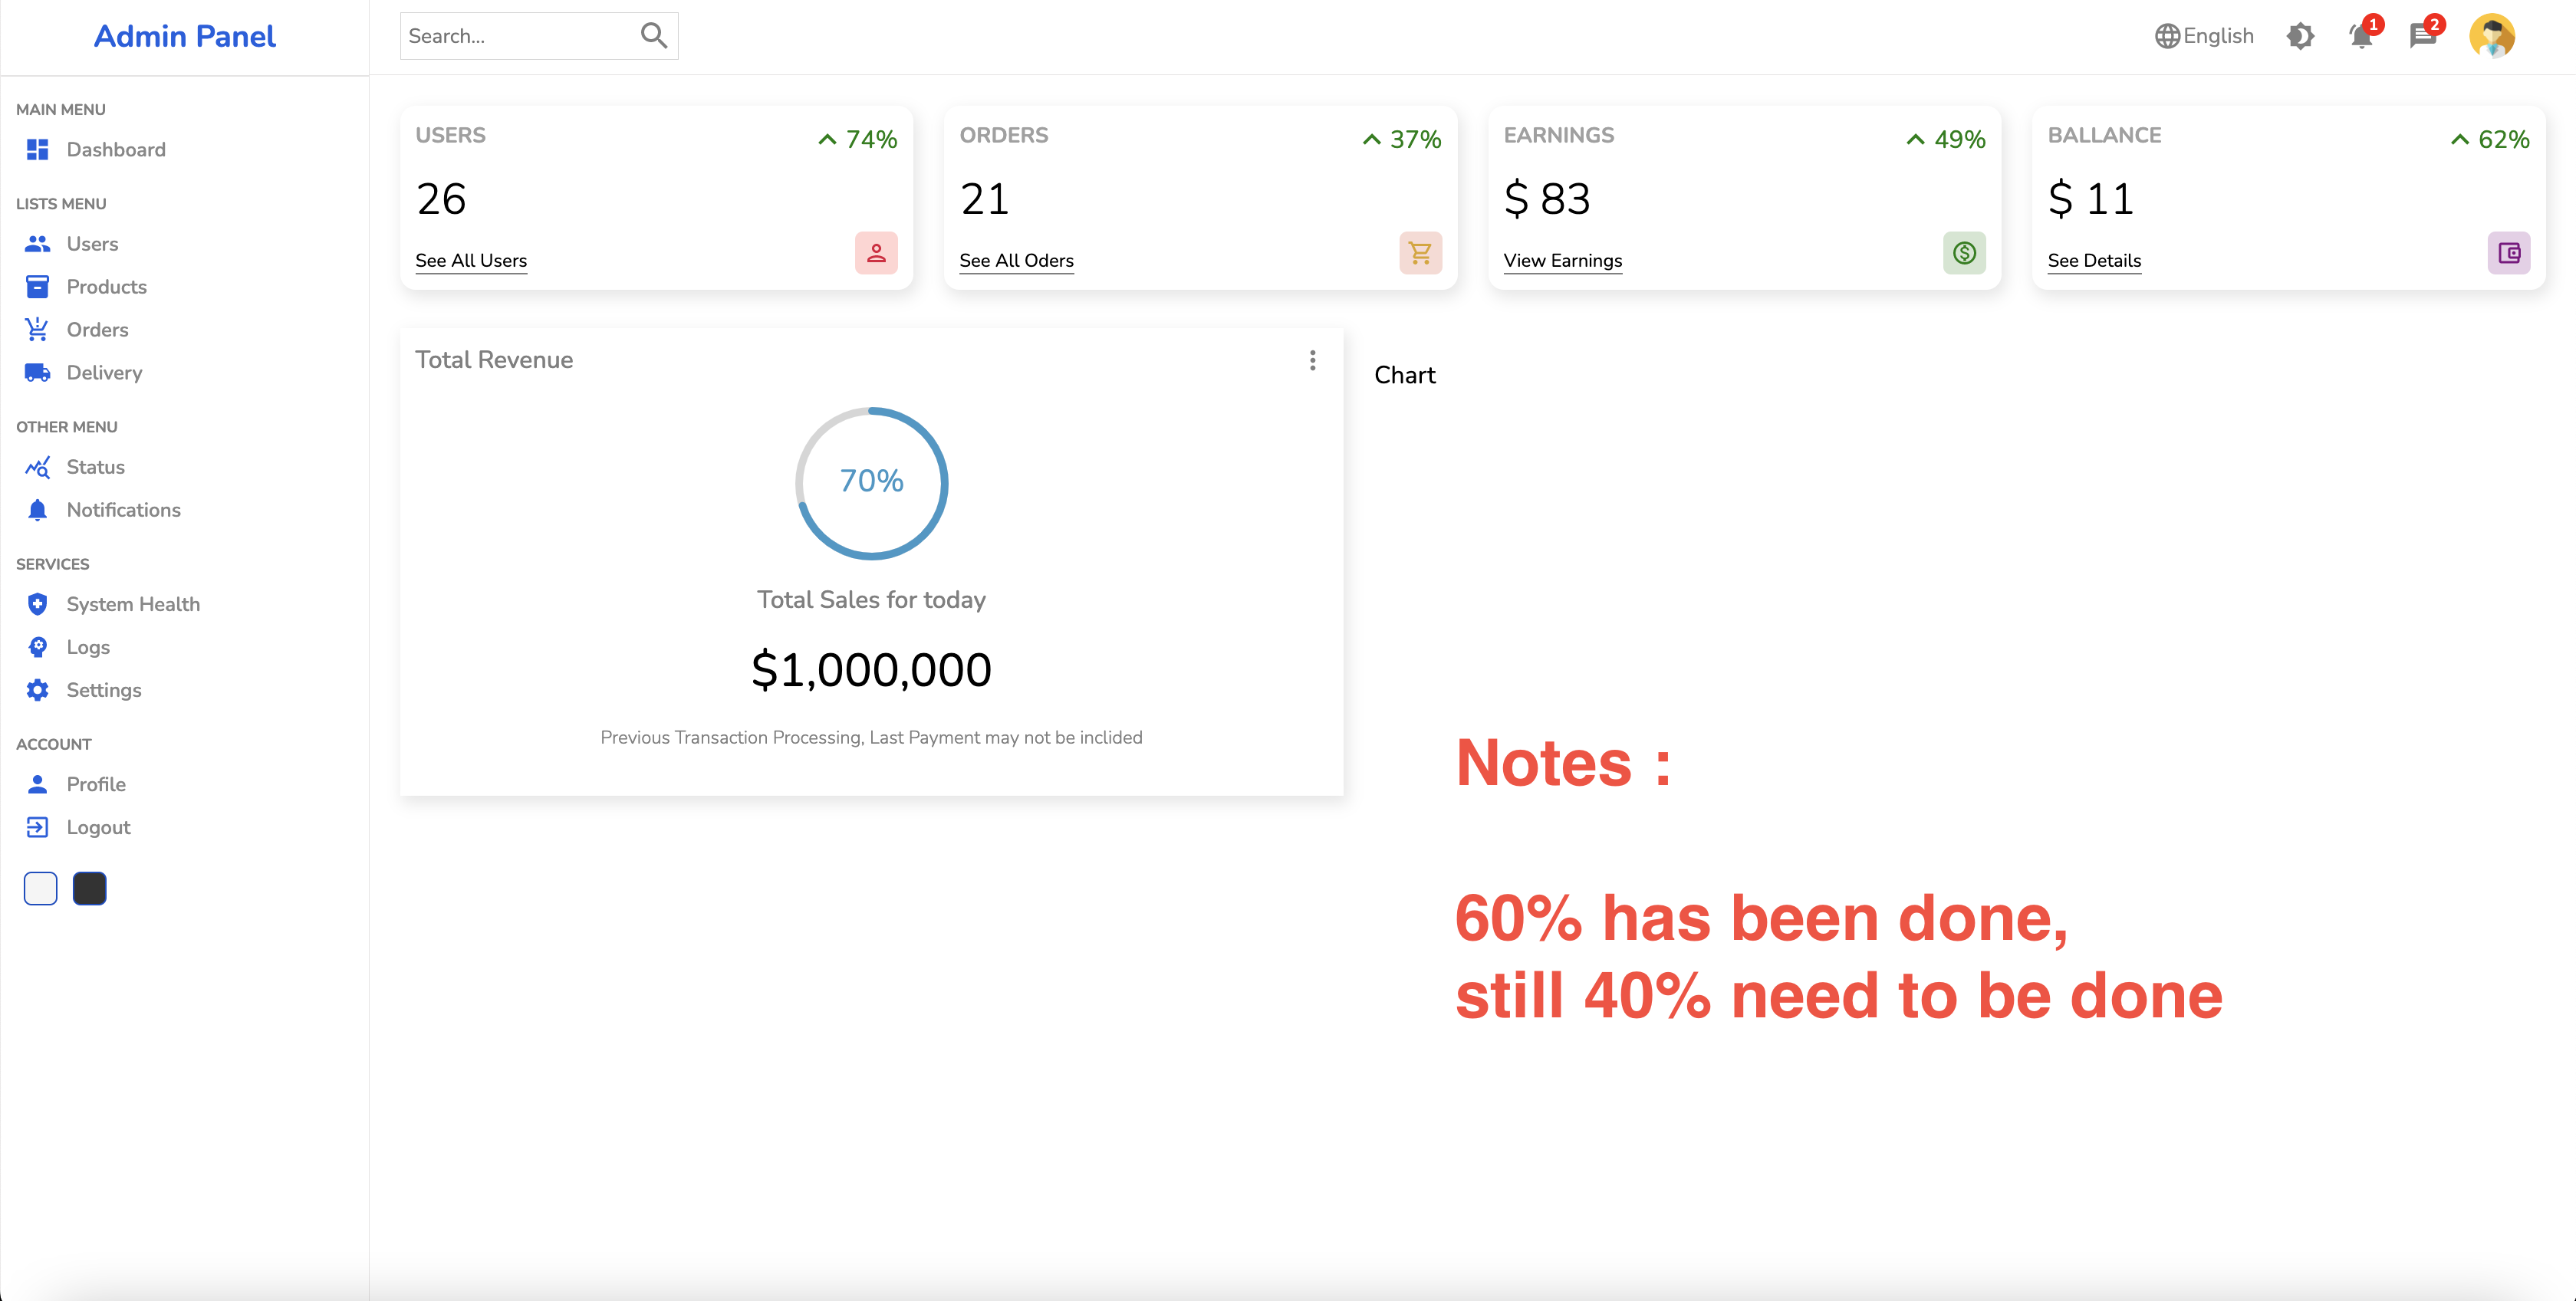 Admin Panel
Search...
English
1
2
MAIN MENU
Dashboard
LISTS MENU
Users
Products
Orders
Delivery
OTHER MENU
Status
Notifications
SERVICES
System Health
Logs
Settings
ACCOUNT
Profile
Logout
USERS
74%
26
See All Users
ORDERS
37%
21
See All Oders
EARNINGS
49%
$ 83
View Earnings
BALLANCE
62%
$ 11
See Details
Total Revenue
70%
Total Sales for today
$1,000,000
Previous Transaction Processing, Last Payment may not be inclided
Chart
Notes :
60% has been done,
still 40% need to be done